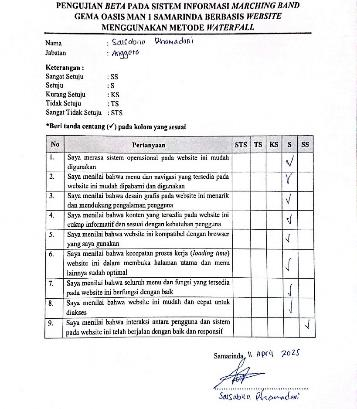 PENGUJIAN BETA PADA SISTEM INFORMASI MARCHING BAND
GEMA OASIS MAN 1 SAMARINDA BERBASIS WEBSITE
MENGGUNAKAN METODE WATERFALL
Nama : Salsabila Rhamadani
Jabatan : Anggota
Keterangan :
Sangat Setuju : SS
Setuju : S
Kurang Setuju : KS
Tidak Setuju : TS
Sangat Tidak Setuju : STS
*Beri tanda centang (✓) pada kolom yang sesuai
No Pertanyaan STS TS KS S SS
1. Saya merasa sistem operasional pada website ini mudah
digunakan ✓
2. Saya menilai bahwa menu dan navigasi yang tersedia pada
website ini mudah dipahami dan digunakan ✓
3. Saya menilai bahwa desain grafis pada website ini menarik
dan mendukung pengalaman pengguna ✓
4. Saya menilai bahwa konten yang tersedia pada website ini
cukup informatif dan sesuai dengan kebutuhan pengguna ✓
5. Saya menilai bahwa website ini kompatibel dengan browser
yang saya gunakan ✓
6. Saya menilai bahwa kecepatan proses kerja (loading time)
website ini dalam membuka halaman utama dan menu
lainnya sudah optimal ✓
7. Saya menilai bahwa seluruh menu dan fungsi yang tersedia
pada website ini berfungsi dengan baik ✓
8. Saya menilai bahwa website ini mudah dan cepat untuk
diakses ✓
9. Saya menilai bahwa interaksi antara pengguna dan sistem
pada website ini telah berjalan dengan baik dan responsif ✓
Samarinda, 11 April 2025
Salsabila Rhamadani